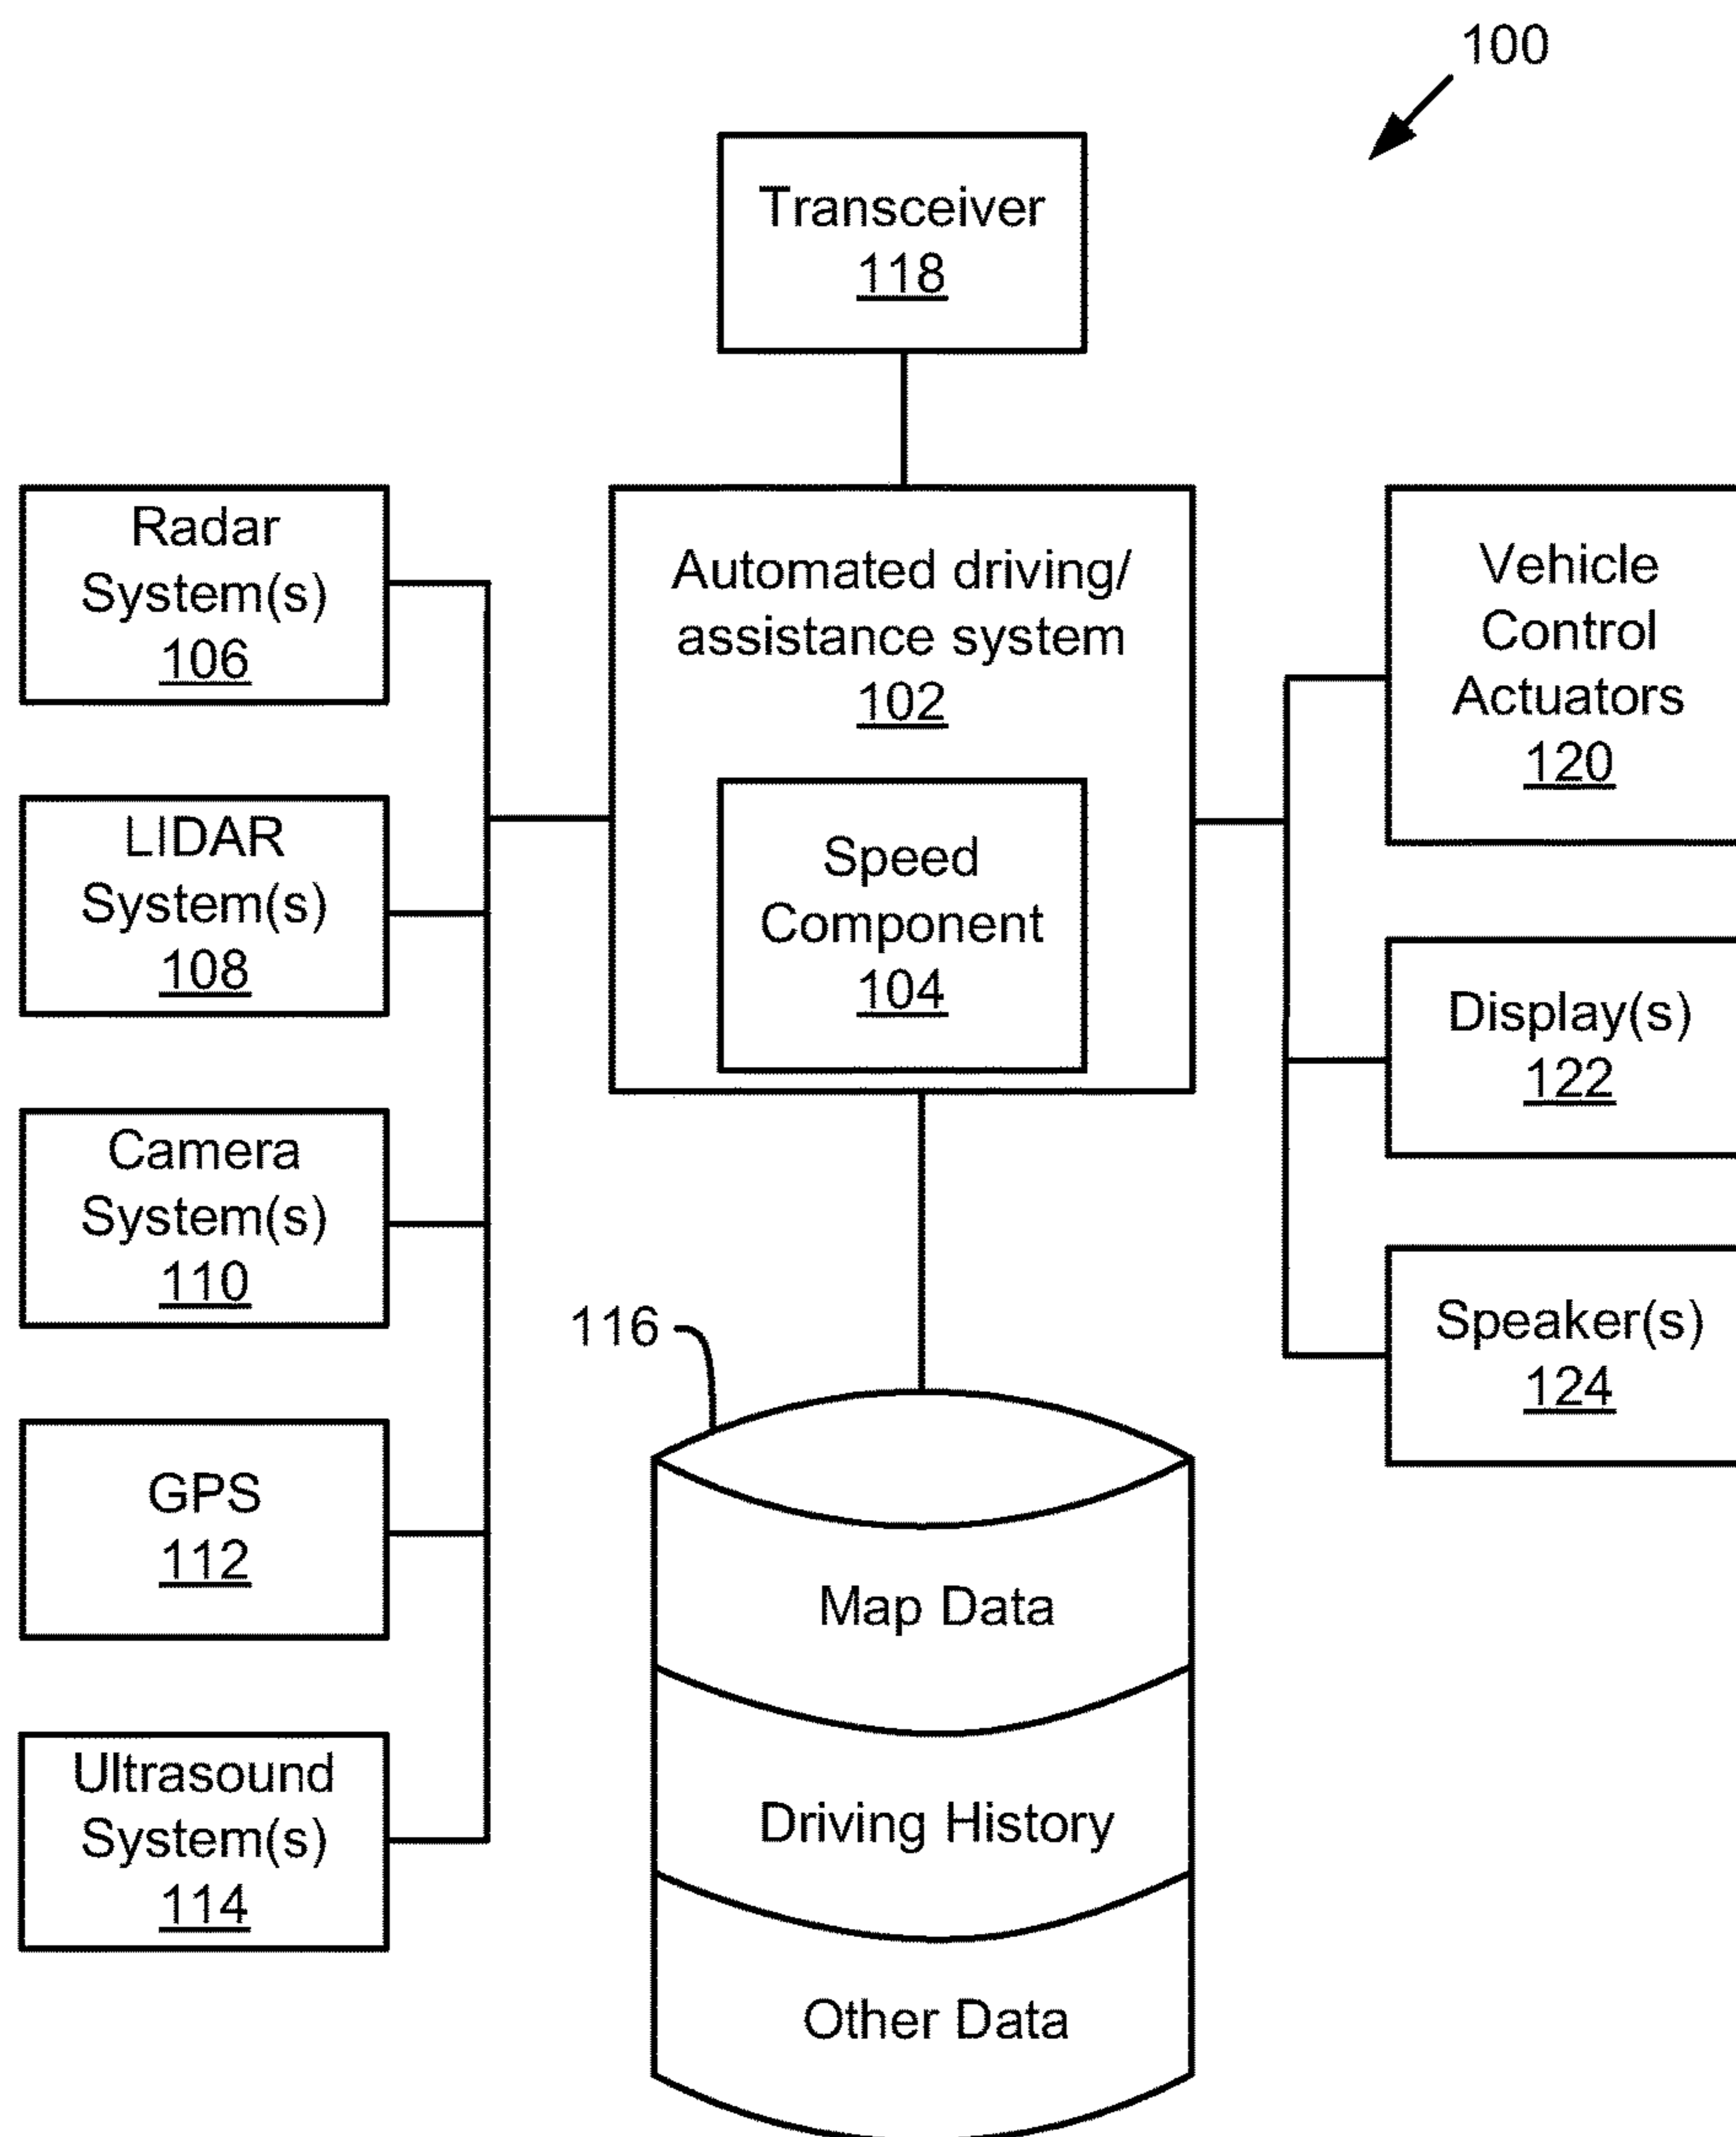 100
Transceiver
118
Radar
System(s)
106
LIDAR
System(s)
108
Camera
System(s)
110
GPS
112
Ultrasound
System(s)
114
Automated driving/
assistance system
102
Speed
Component
104
Vehicle
Control
Actuators
120
Display(s)
122
Speaker(s)
124
116
Map Data
Driving History
Other Data